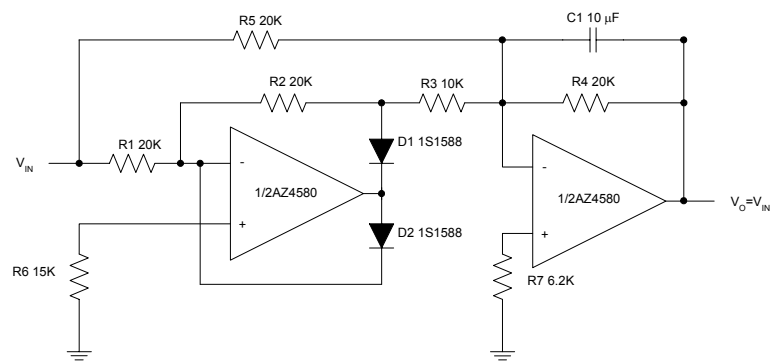 C1 10 μF
R5 20K
R2 20K
R3 10K
R4 20K
D1 1S1588
R1 20K
V_IN
-
1/2AZ4580
+
-
1/2AZ4580
+
V_O=V_IN
D2 1S1588
R6 15K
R7 6.2K